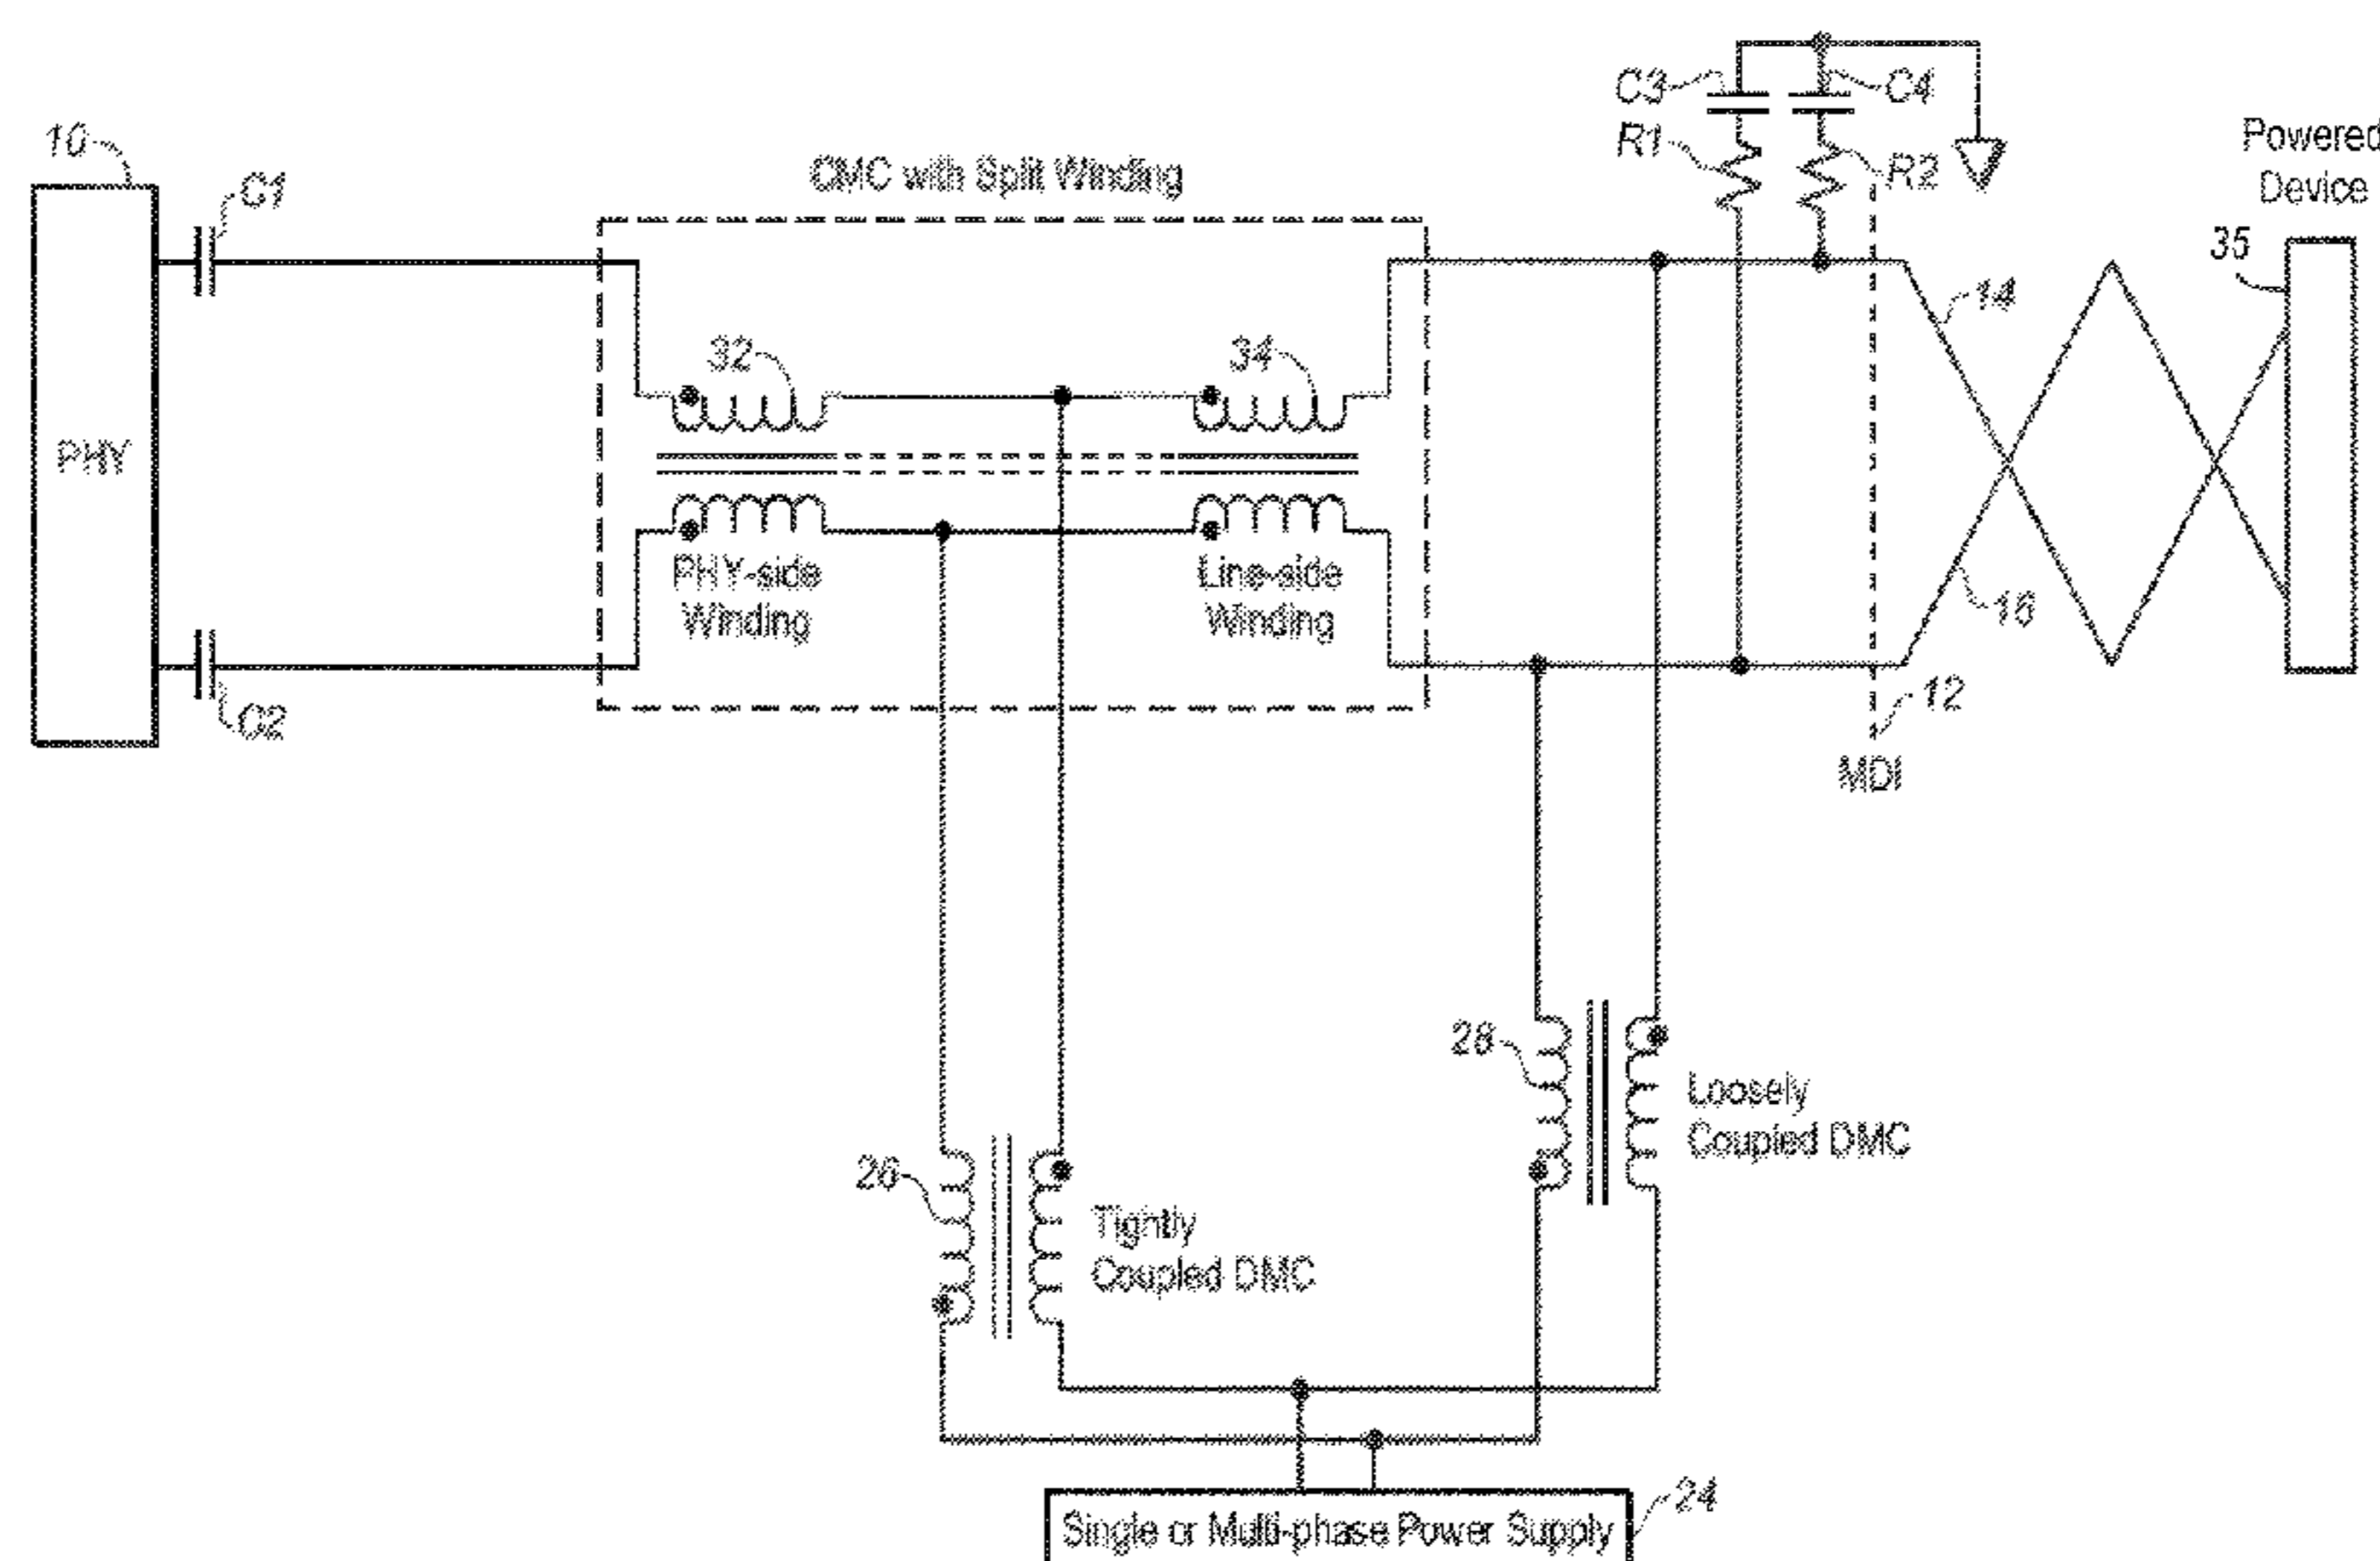 10
C1
CMC with Split Winding
C3
C4
R1
R2
Powered
Device
35
14
32
34
PHY
PHY-side
Winding
Line-side
Winding
16
12
C2
MDI
28
Loosely
Coupled DMC
26
Tightly
Coupled DMC
24
Single or Multi-phase Power Supply